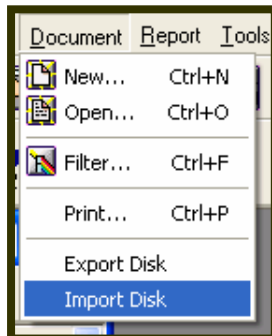 Document Report Tools
New... Ctrl+N
Open... Ctrl+O
Filter... Ctrl+F
Print... Ctrl+P
Export Disk
Import Disk